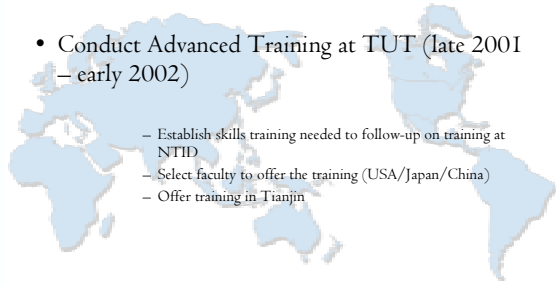 • Conduct Advanced Training at TUT (late 2001
– early 2002)
– Establish skills training needed to follow-up on training at
NTID
– Select faculty to offer the training (USA/Japan/China)
– Offer training in Tianjin